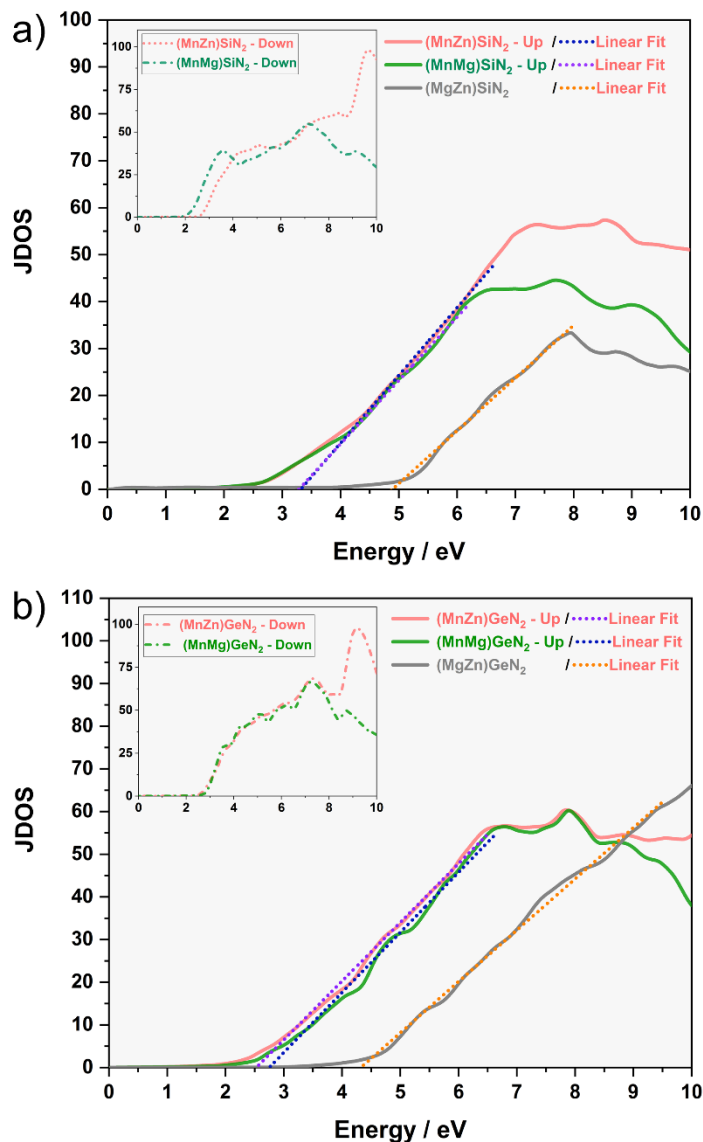 a)
(MnZn)SiN₂ - Down
(MnMg)SiN₂ - Down
100
75
50
25
0
0 2 4 6 8 10
(MnZn)SiN₂ - Up / Linear Fit
(MnMg)SiN₂ - Up / Linear Fit
(MgZn)SiN₂ / Linear Fit
JDOS
100
90
80
70
60
50
40
30
20
10
0
0 1 2 3 4 5 6 7 8 9 10
Energy / eV
b)
(MnZn)GeN₂ - Down
(MnMg)GeN₂ - Down
100
75
50
25
0
0 2 4 6 8 10
(MnZn)GeN₂ - Up / Linear Fit
(MnMg)GeN₂ - Up / Linear Fit
(MgZn)GeN₂ / Linear Fit
JDOS
110
100
90
80
70
60
50
40
30
20
10
0
0 1 2 3 4 5 6 7 8 9 10
Energy / eV